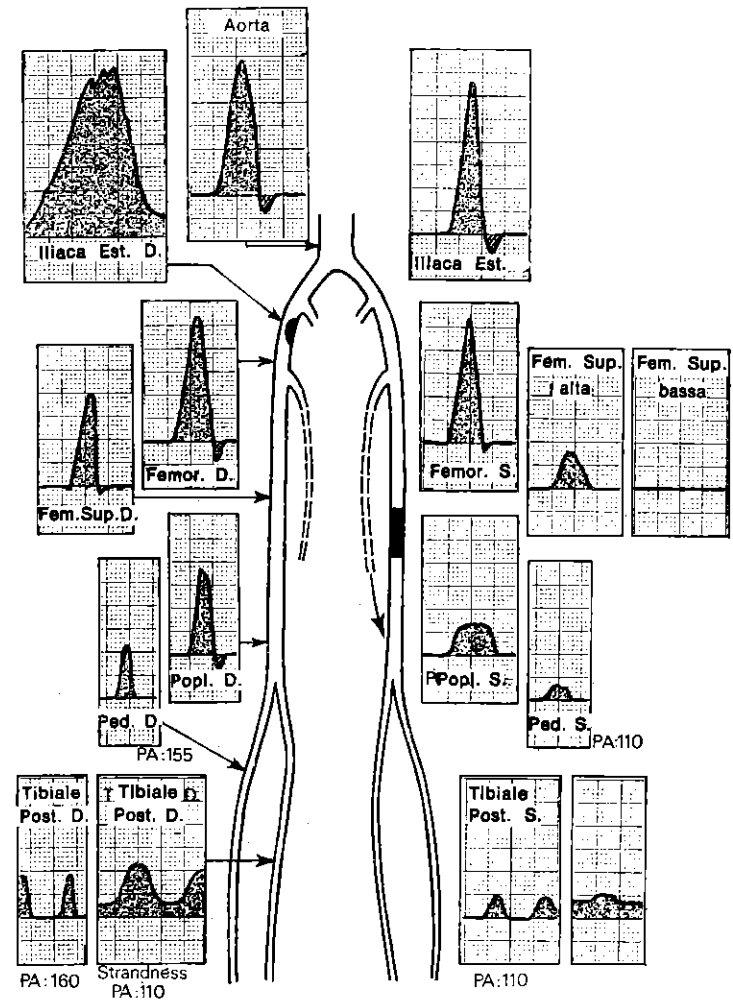 Aorta
Iliaca Est. D.
Iliaca Est.
Femor. D.
Fem.Sup.D.
Femor. S.
Fem. Sup.
alta
Fem. Sup.
bassa
Popl. D.
Ped. D.
PA:155
Popl. S.
Ped. S.
PA:110
Tibiale
Post. D.
PA:160
Tibiale D.
Post. D.
Strandness
PA:110
Tibiale
Post. S.
PA:110